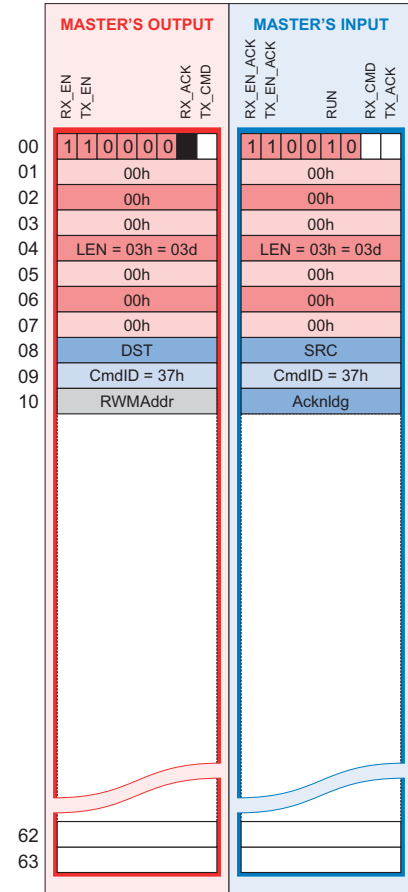 MASTER'S OUTPUT MASTER'S INPUT
RX_EN TX_EN RX_ACK TX_CMD RX_EN_ACK TX_EN_ACK RUN RX_CMD TX_ACK
00 1 1 0 0 0 0 1 1 0 0 1 0
01 00h 00h
02 00h 00h
03 00h 00h
04 LEN = 03h = 03d LEN = 03h = 03d
05 00h 00h
06 00h 00h
07 00h 00h
08 DST SRC
09 CmdID = 37h CmdID = 37h
10 RWMAddr Acknldg
62
63